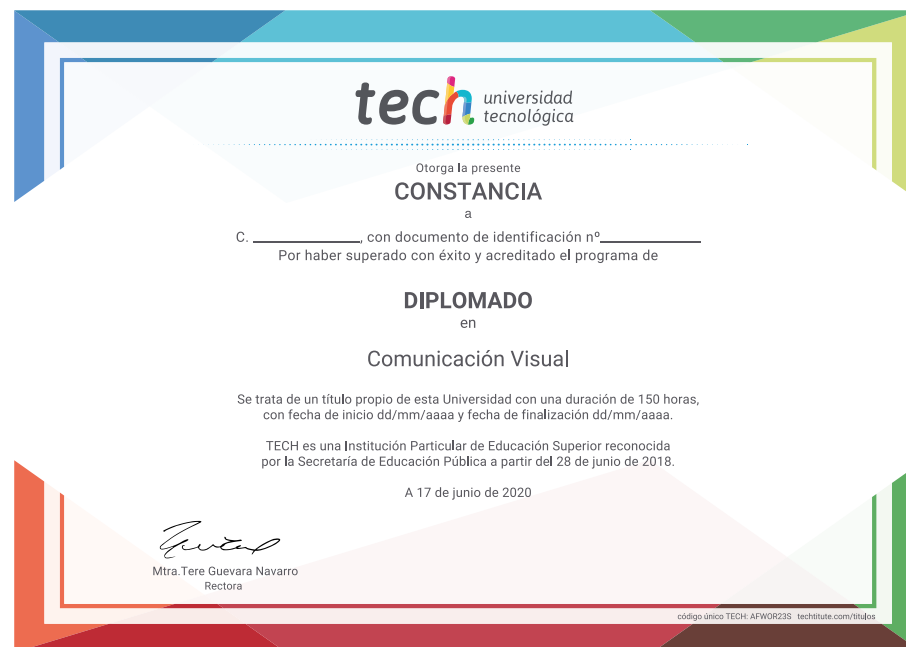 tech universidad
tecnológica
Otorga la presente
CONSTANCIA
a
C. ______________, con documento de identificación nº_____________
Por haber superado con éxito y acreditado el programa de
DIPLOMADO
en
Comunicación Visual
Se trata de un título propio de esta Universidad con una duración de 150 horas,
con fecha de inicio dd/mm/aaaa y fecha de finalización dd/mm/aaaa.
TECH es una Institución Particular de Educación Superior reconocida
por la Secretaría de Educación Pública a partir del 28 de junio de 2018.
A 17 de junio de 2020
Mtra.Tere Guevara Navarro
Rectora
código único TECH: AFWOR23S techtitute.com/titulos